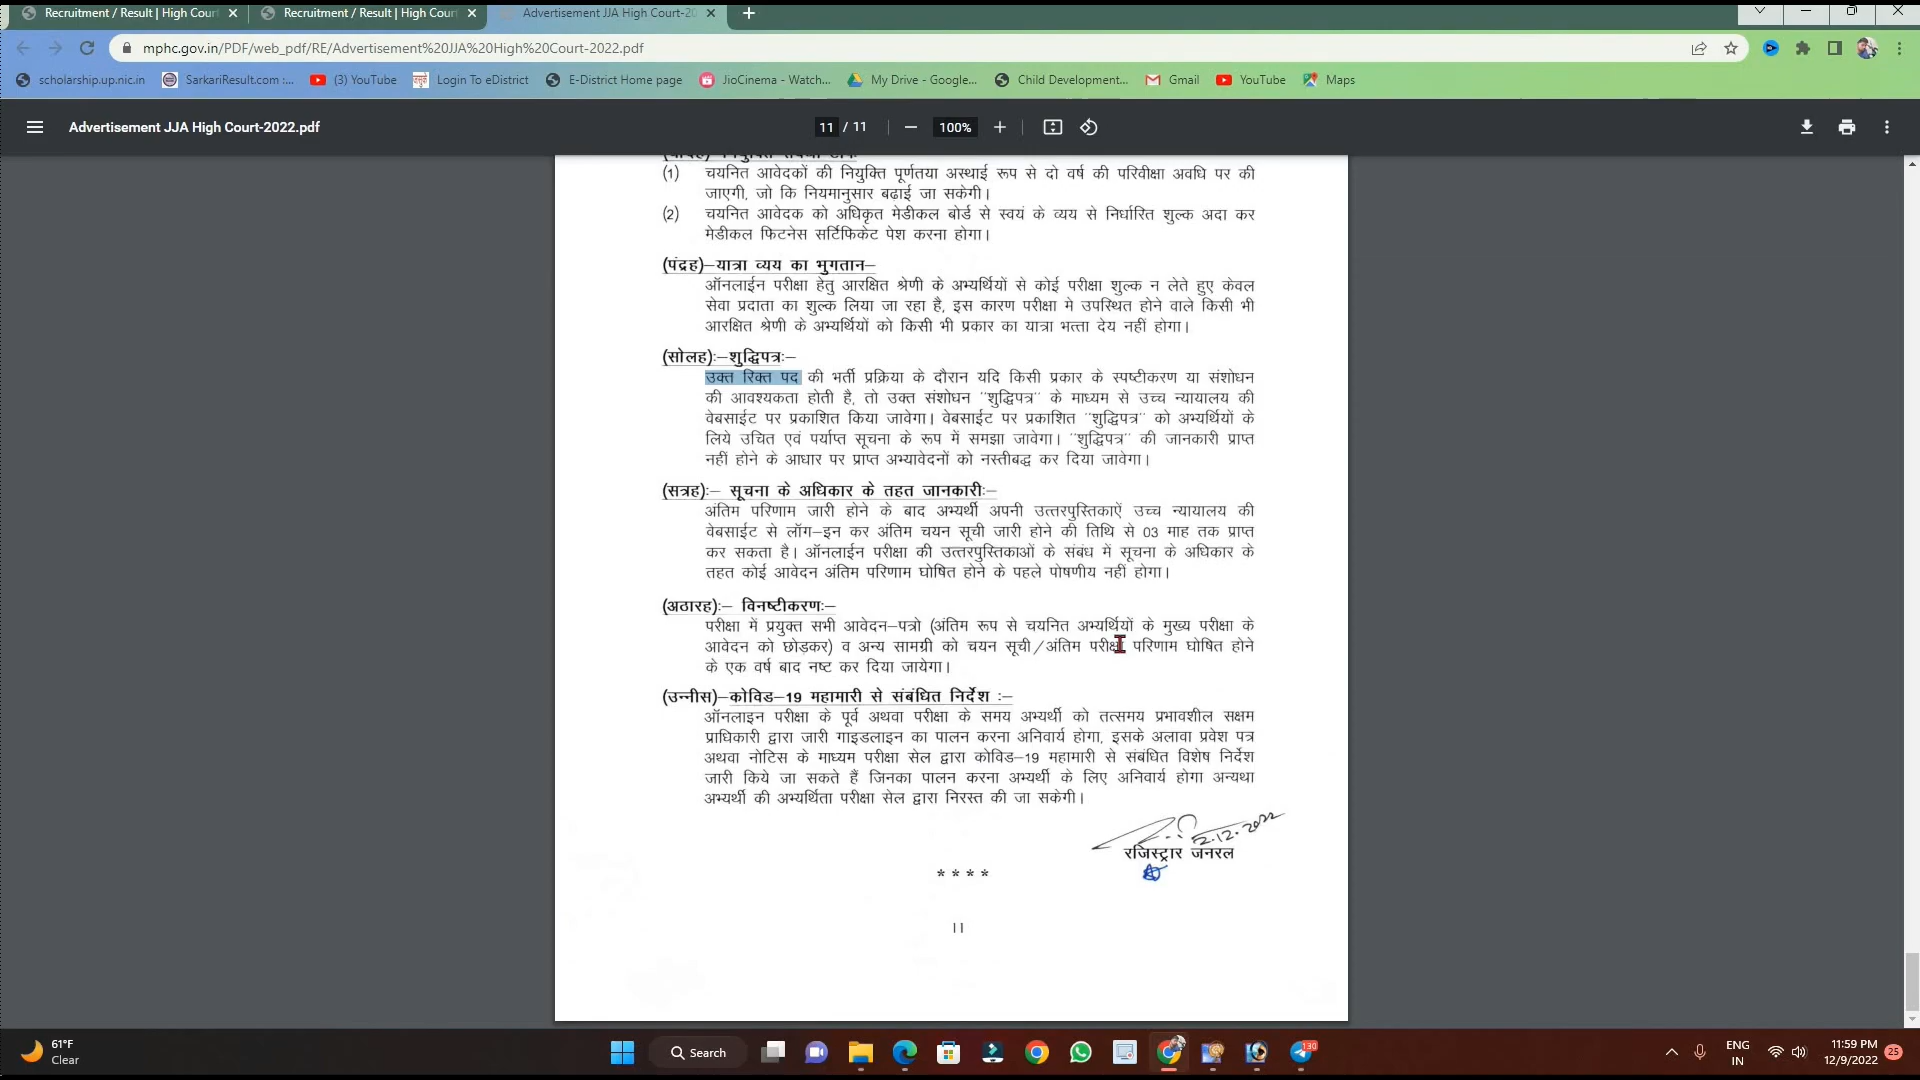 Recruitment / Result | High Court
Recruitment / Result | High Cour
Advertisement JJA High Court-20
mphc.gov.in/PDF/web_pdf/RE/Advertisement%20JJA%20High%20Court-2022.pdf
scholarship.up.nic.in
SarkariResult.com :...
(3) YouTube
Login To eDistrict
E-District Home page
JioCinema - Watch...
My Drive - Google...
Child Development...
Gmail
YouTube
Maps
Advertisement JJA High Court-2022.pdf
11 / 11
100%
(1) चयनित आवेदकों की नियुक्ति पूर्णतया अस्थाई रूप से दो वर्ष की परिवीक्षा अवधि पर की
जाएगी, जो कि नियमानुसार बढ़ाई जा सकेगी।
(2) चयनित आवेदक को अधिकृत मेडीकल बोर्ड से स्वयं के व्यय से निर्धारित शुल्क अदा कर
मेडीकल फिटनेस सर्टिफिकेट पेश करना होगा।
(पंद्रह)–यात्रा व्यय का भुगतान–
ऑनलाईन परीक्षा हेतु आरक्षित श्रेणी के अभ्यर्थियों से कोई परीक्षा शुल्क न लेते हुए केवल
सेवा प्रदाता का शुल्क लिया जा रहा है, इस कारण परीक्षा मे उपस्थित होने वाले किसी भी
आरक्षित श्रेणी के अभ्यर्थियों को किसी भी प्रकार का यात्रा भत्ता देय नहीं होगा।
(सोलह):–शुद्धिपत्र:–
उक्त रिक्त पद की भर्ती प्रक्रिया के दौरान यदि किसी प्रकार के स्पष्टीकरण या संशोधन
की आवश्यकता होती है, तो उक्त संशोधन "शुद्धिपत्र" के माध्यम से उच्च न्यायालय की
वेबसाईट पर प्रकाशित किया जावेगा। वेबसाईट पर प्रकाशित "शुद्धिपत्र" को अभ्यर्थियों के
लिये उचित एवं पर्याप्त सूचना के रूप में समझा जावेगा। "शुद्धिपत्र" की जानकारी प्राप्त
नहीं होने के आधार पर प्राप्त अभ्यावेदनों को नस्तीबद्ध कर दिया जावेगा।
(सत्रह):– सूचना के अधिकार के तहत जानकारी:–
अंतिम परिणाम जारी होने के बाद अभ्यर्थी अपनी उत्तरपुस्तिकाऐं उच्च न्यायालय की
वेबसाईट से लॉग–इन कर अंतिम चयन सूची जारी होने की तिथि से 03 माह तक प्राप्त
कर सकता है। ऑनलाईन परीक्षा की उत्तरपुस्तिकाओं के संबंध में सूचना के अधिकार के
तहत कोई आवेदन अंतिम परिणाम घोषित होने के पहले पोषणीय नहीं होगा।
(अठारह):– विनष्टीकरण:–
परीक्षा में प्रयुक्त सभी आवेदन–पत्रो (अंतिम रूप से चयनित अभ्यर्थियों के मुख्य परीक्षा के
आवेदन को छोड़कर) व अन्य सामग्री को चयन सूची/अंतिम परीक्षा परिणाम घोषित होने
के एक वर्ष बाद नष्ट कर दिया जायेगा।
(उन्नीस)–कोविड–19 महामारी से संबंधित निर्देश :–
ऑनलाइन परीक्षा के पूर्व अथवा परीक्षा के समय अभ्यर्थी को तत्समय प्रभावशील सक्षम
प्राधिकारी द्वारा जारी गाइडलाइन का पालन करना अनिवार्य होगा, इसके अलावा प्रवेश पत्र
अथवा नोटिस के माध्यम परीक्षा सेल द्वारा कोविड–19 महामारी से संबंधित विशेष निर्देश
जारी किये जा सकते हैं जिनका पालन करना अभ्यर्थी के लिए अनिवार्य होगा अन्यथा
अभ्यर्थी की अभ्यर्थिता परीक्षा सेल द्वारा निरस्त की जा सकेगी।
2.12.2022
रजिस्ट्रार जनरल
****
11
61°F
Clear
Search
130
ENG
IN
11:59 PM
12/9/2022
25